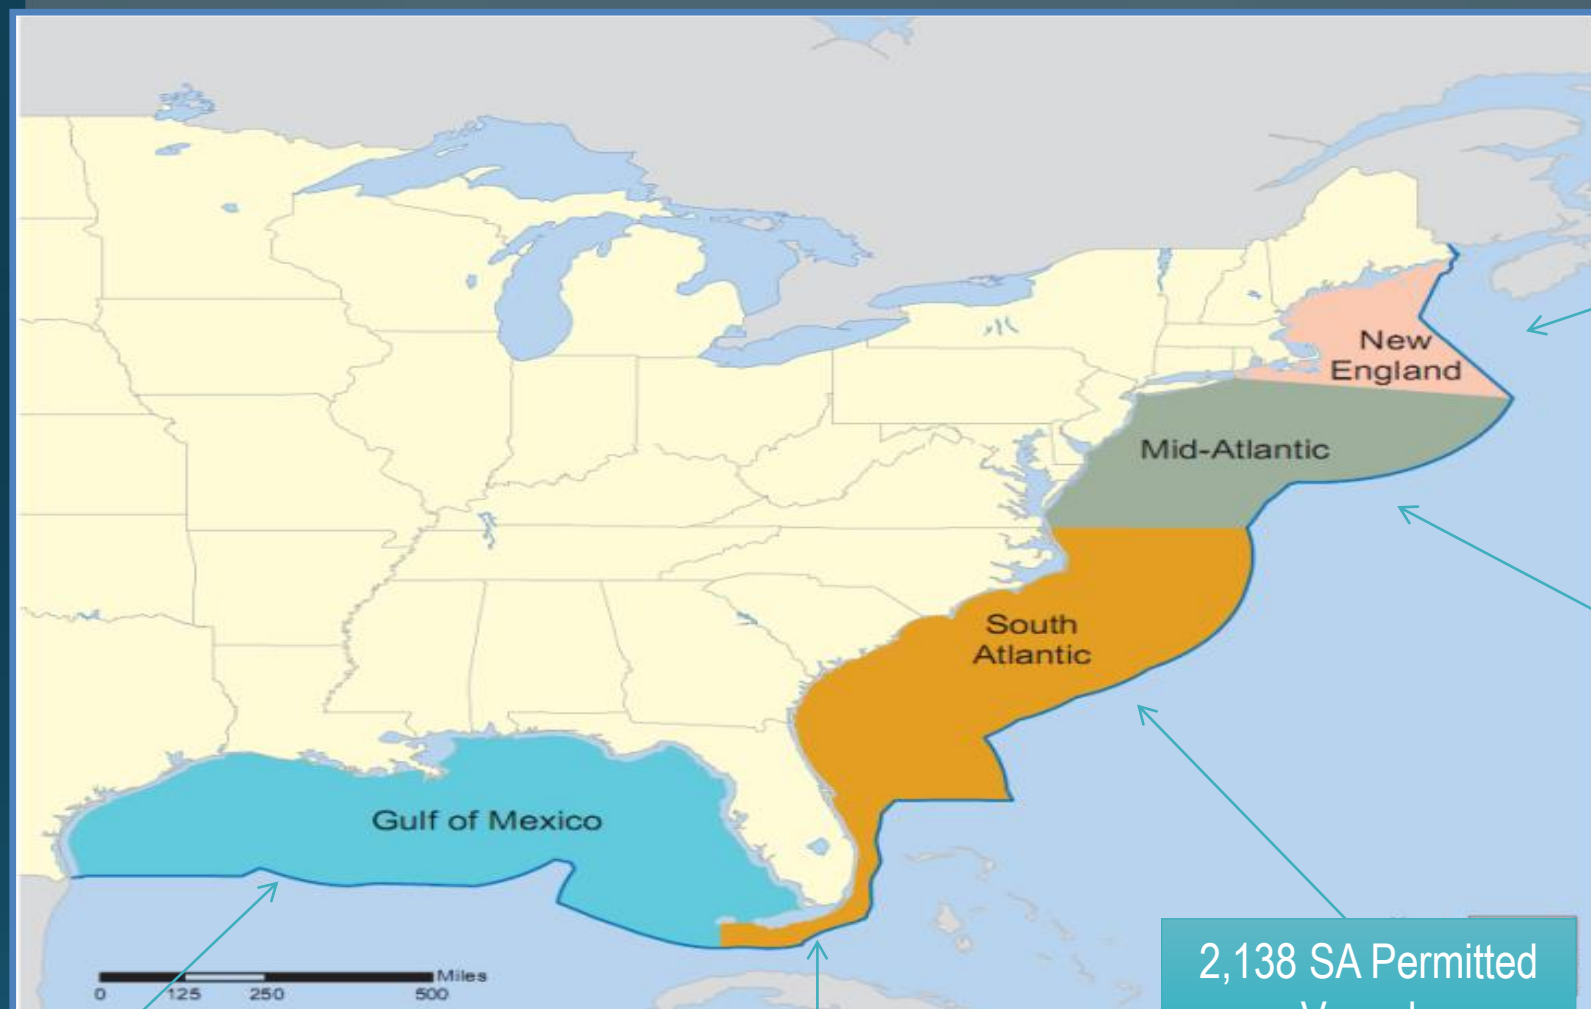 New
England
Mid-Atlantic
South
Atlantic
Gulf of Mexico
Miles
0 125 250 500
2,138 SA Permitted